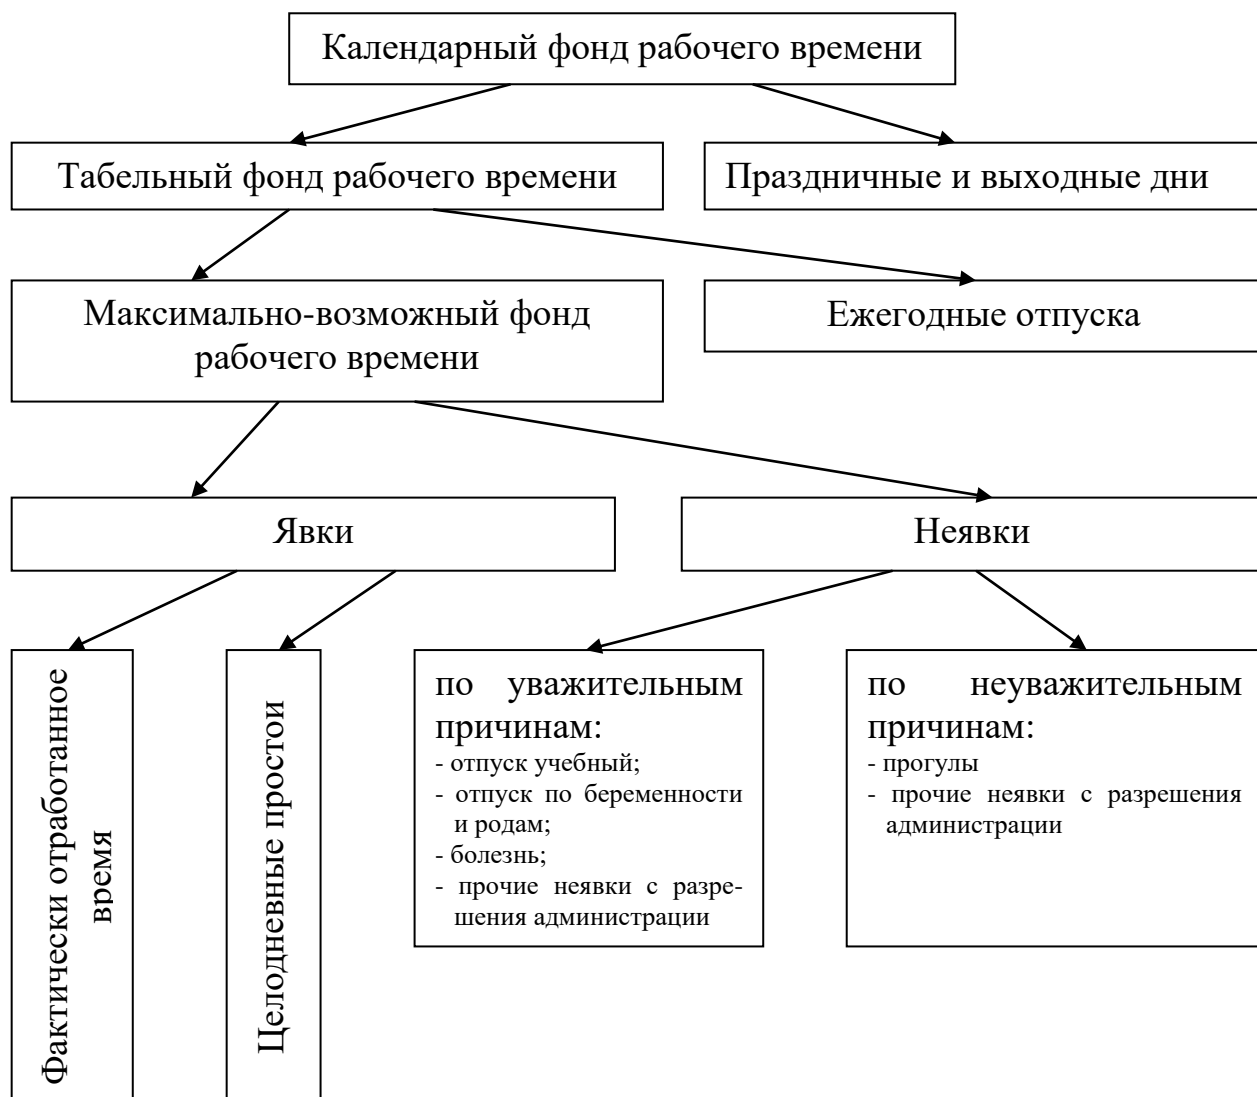 Календарный фонд рабочего времени
Табельный фонд рабочего времени
Праздничные и выходные дни
Максимально-возможный фонд
рабочего времени
Ежегодные отпуска
Явки
Неявки
Фактически отработанное
время
Целодневные простои
по уважительным
причинам:
- отпуск учебный;
- отпуск по беременности
и родам;
- болезнь;
- прочие неявки с разре-
шения администрации
по неуважительным
причинам:
- прогулы
- прочие неявки с разрешения
администрации